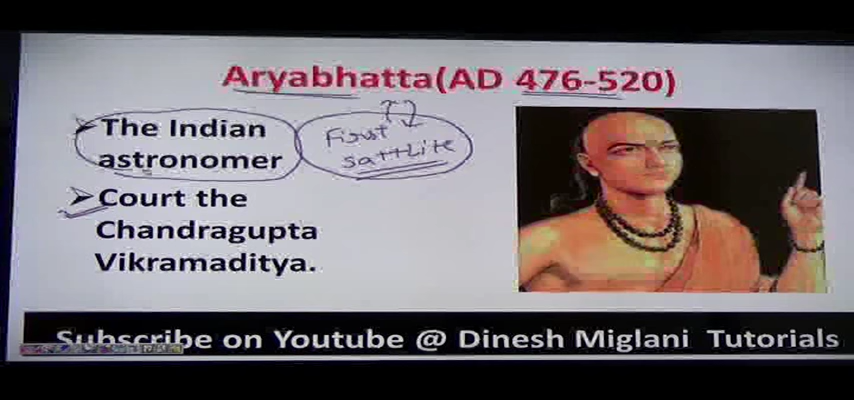 Aryabhatta(AD 476-520)
The Indian
astronomer
First
sattlite
Court the
Chandragupta
Vikramaditya.
Subscribe on Youtube @ Dinesh Miglani Tutorials